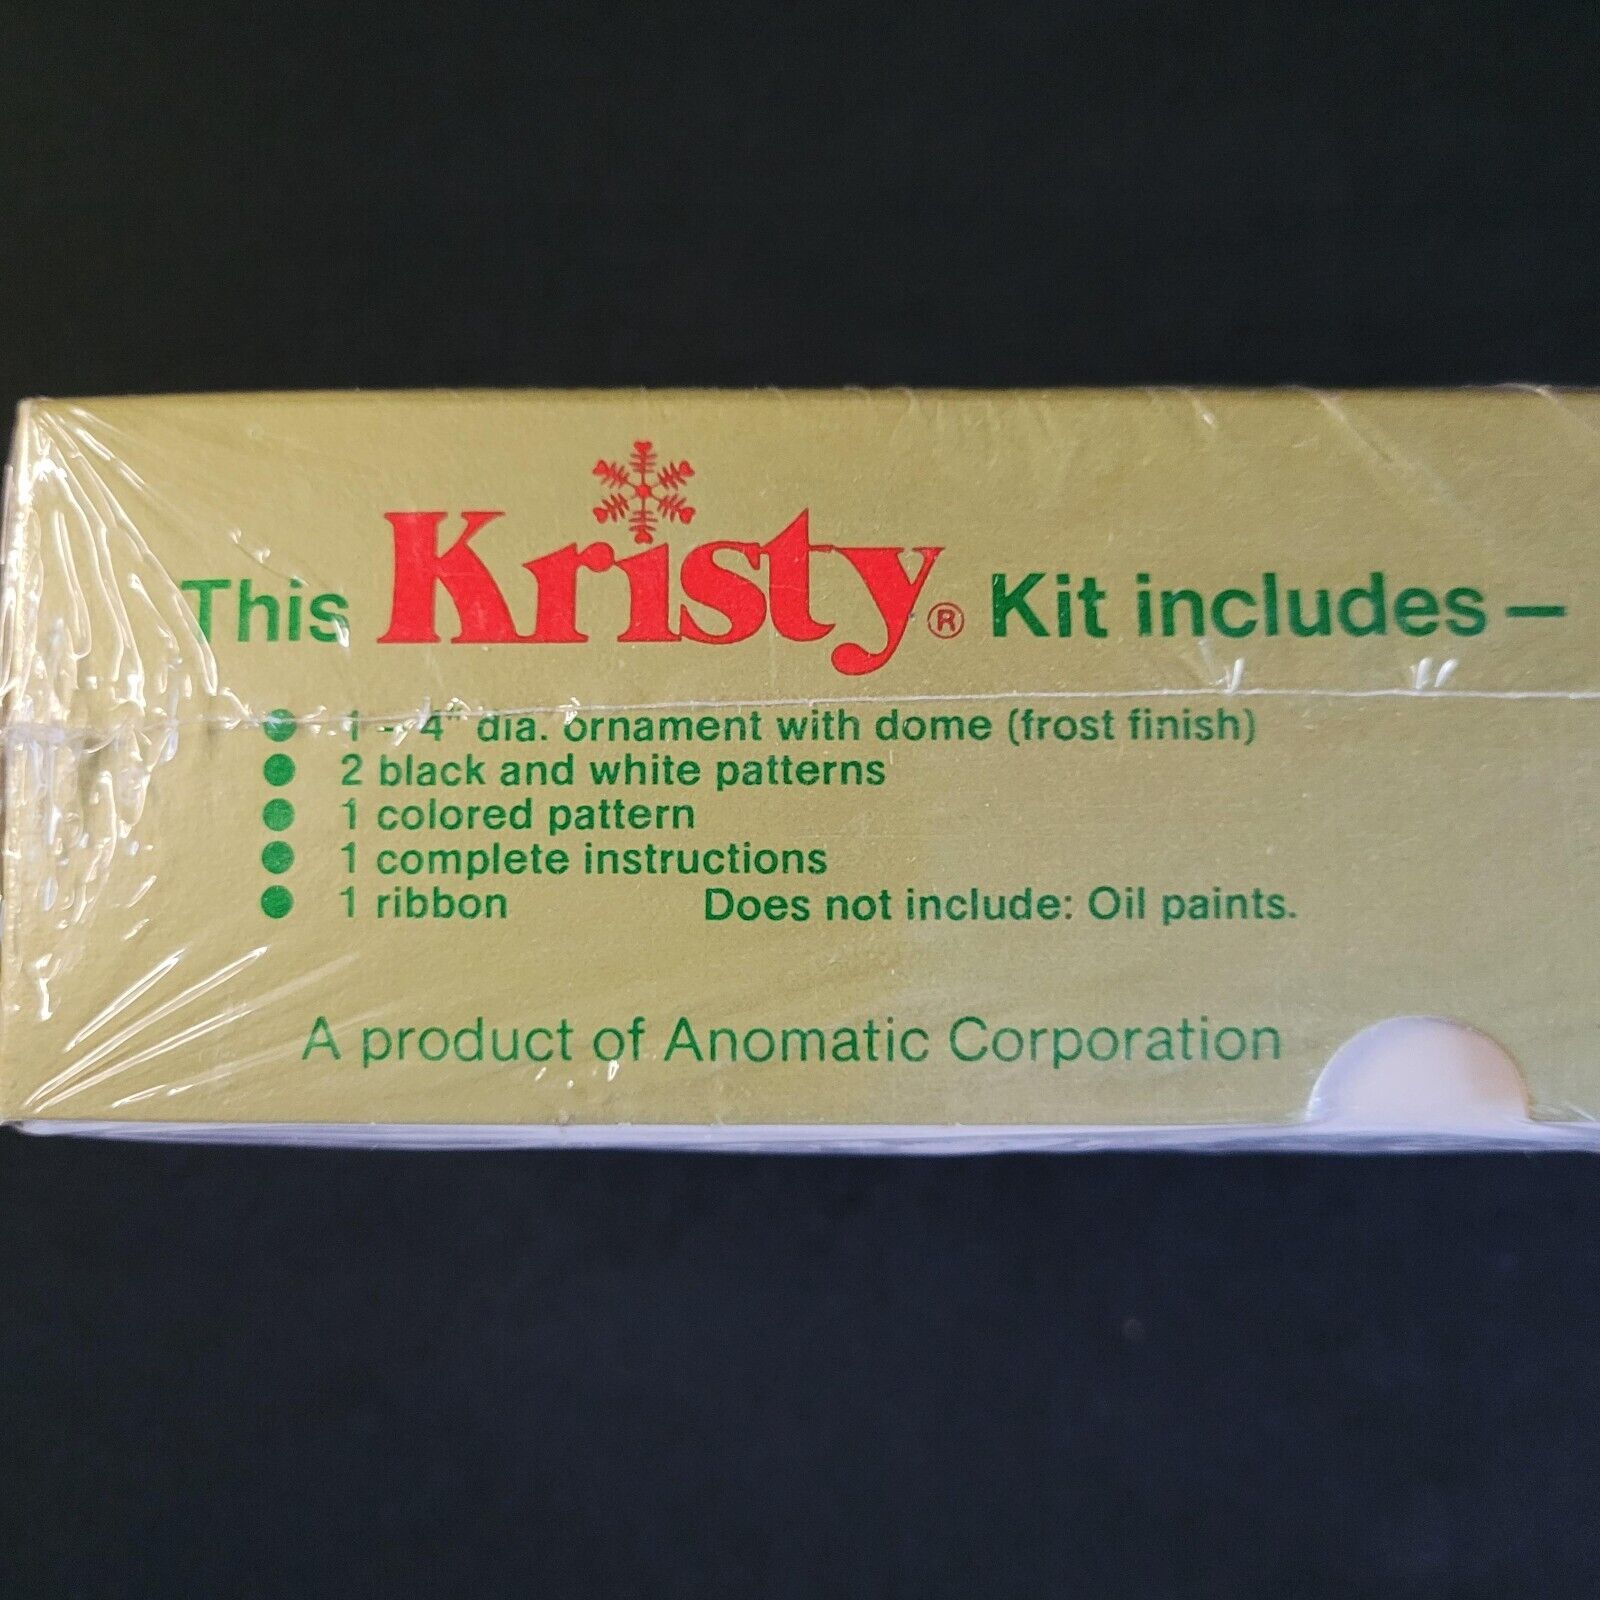 This Kristy® Kit includes —
● 1 - 4" dia. ornament with dome (frost finish)
● 2 black and white patterns
● 1 colored pattern
● 1 complete instructions
● 1 ribbon Does not include: Oil paints.
A product of Anomatic Corporation